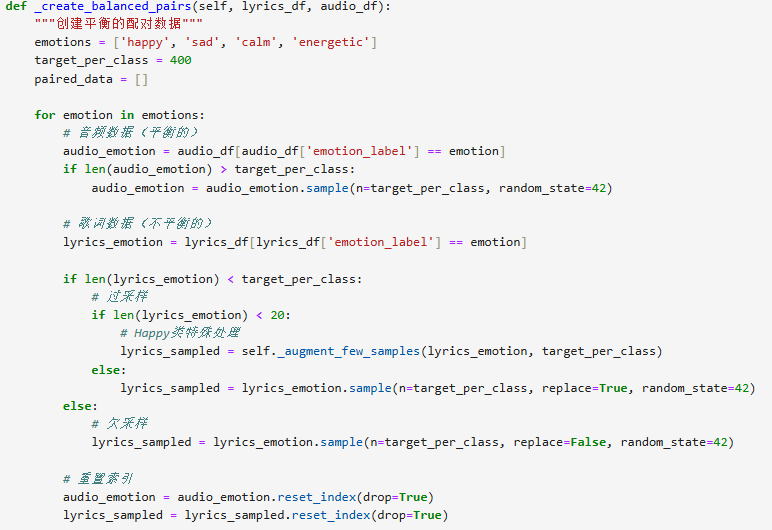 def _create_balanced_pairs(self, lyrics_df, audio_df):
    """创建平衡的配对数据"""
    emotions = ['happy', 'sad', 'calm', 'energetic']
    target_per_class = 400
    paired_data = []

    for emotion in emotions:
        # 音频数据（平衡的）
        audio_emotion = audio_df[audio_df['emotion_label'] == emotion]
        if len(audio_emotion) > target_per_class:
            audio_emotion = audio_emotion.sample(n=target_per_class, random_state=42)

        # 歌词数据（不平衡的）
        lyrics_emotion = lyrics_df[lyrics_df['emotion_label'] == emotion]

        if len(lyrics_emotion) < target_per_class:
            # 过采样
            if len(lyrics_emotion) < 20:
                # Happy类特殊处理
                lyrics_sampled = self._augment_few_samples(lyrics_emotion, target_per_class)
            else:
                lyrics_sampled = lyrics_emotion.sample(n=target_per_class, replace=True, random_state=42)
        else:
            # 欠采样
            lyrics_sampled = lyrics_emotion.sample(n=target_per_class, replace=False, random_state=42)

        # 重置索引
        audio_emotion = audio_emotion.reset_index(drop=True)
        lyrics_sampled = lyrics_sampled.reset_index(drop=True)